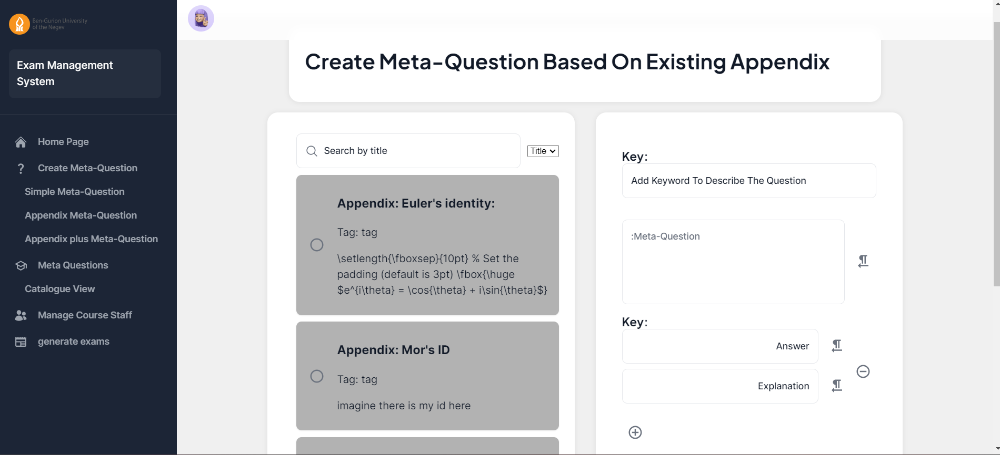 Ben-Gurion University
of the Negev
Exam Management
System
Home Page
? Create Meta-Question
Simple Meta-Question
Appendix Meta-Question
Appendix plus Meta-Question
Meta Questions
Catalogue View
Manage Course Staff
generate exams
Create Meta-Question Based On Existing Appendix
Search by title
Title
Appendix: Euler's identity:
Tag: tag
\setlength{\fboxsep}{10pt} % Set the
padding (default is 3pt) \fbox{\huge
$e^{i\theta} = \cos{\theta} + i\sin{\theta}$}
Appendix: Mor's ID
Tag: tag
imagine there is my id here
Key:
Add Keyword To Describe The Question
:Meta-Question
Key:
Answer
Explanation